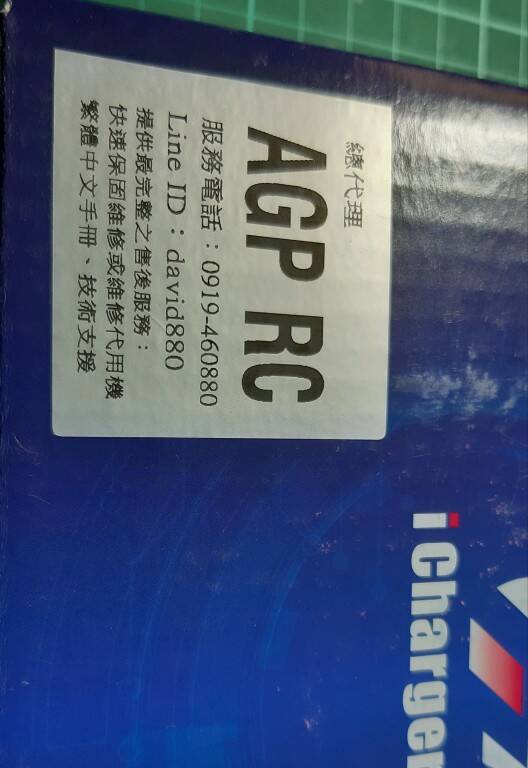 總代理
AGP RC
服務電話：0919-460880
Line ID：david880
提供最完整之售後服務：
快速保固維修或維修代用機
繁體中文手冊、技術支援
iCharger